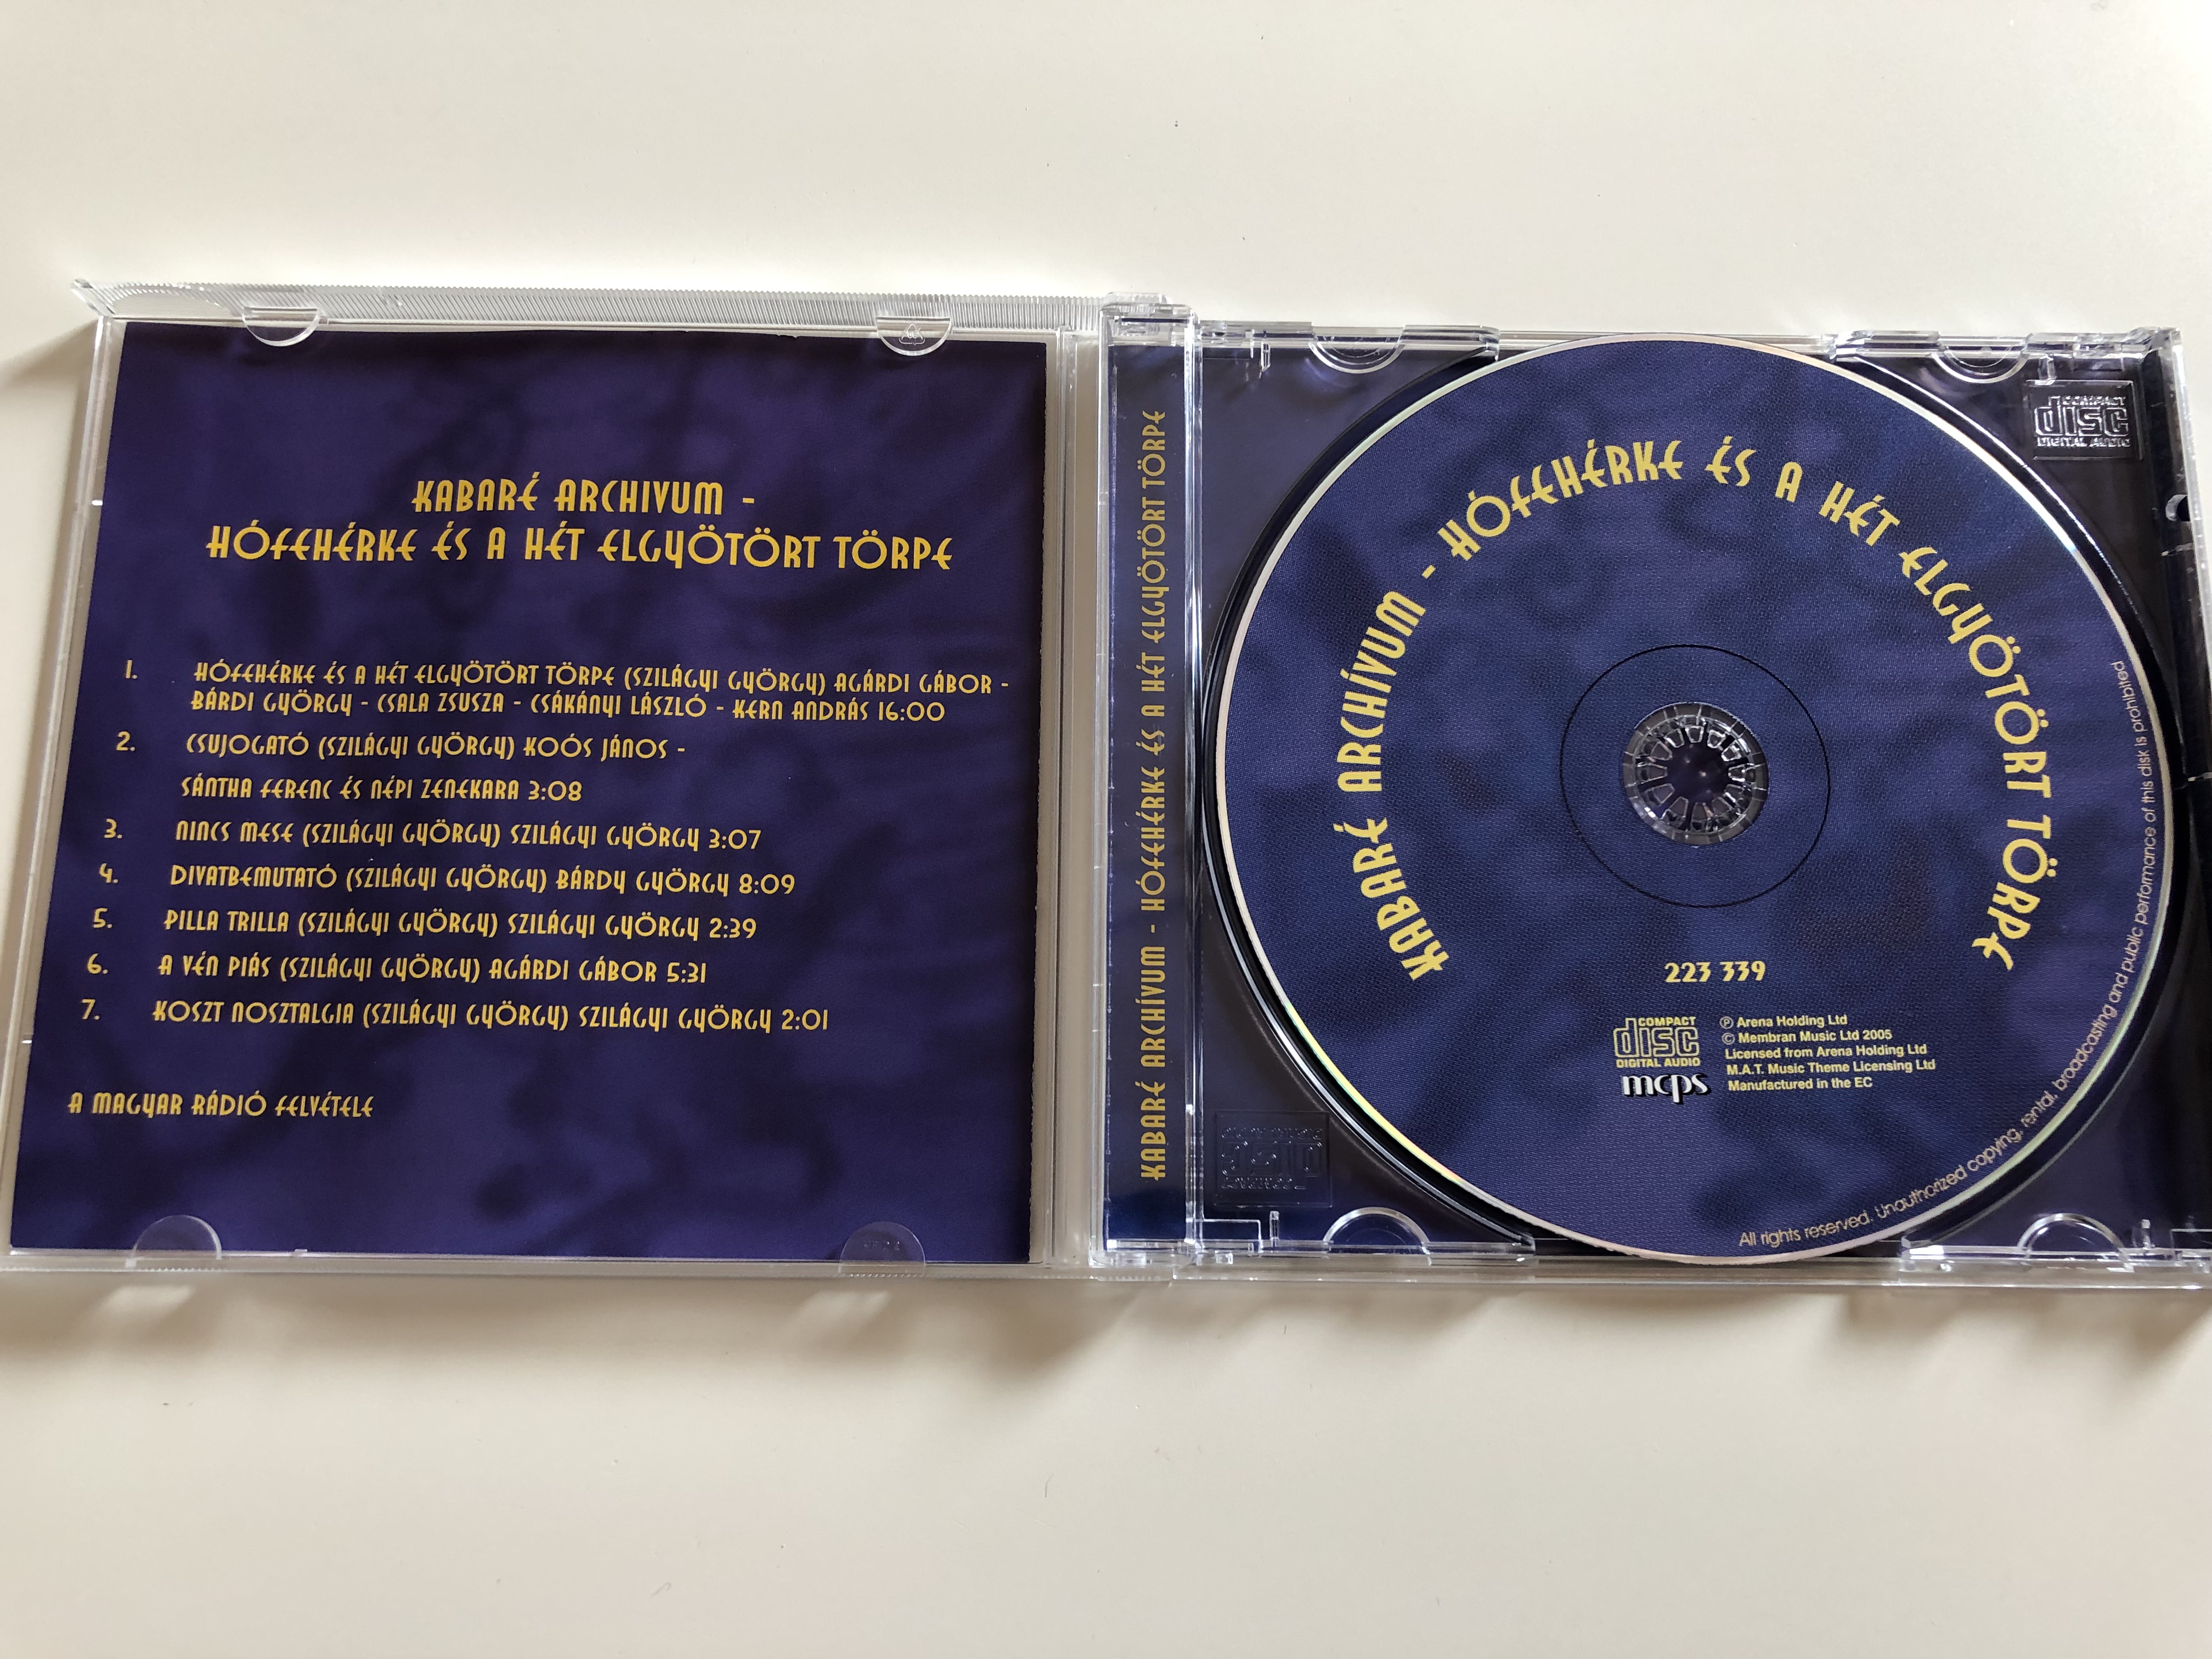 KABARÉ ARCHIVUM -
HÓFEHÉRKE ÉS A HÉT ELGYÖTÖRT TÖRPE
1. HÓFEHÉRKE ÉS A HÉT ELGYÖTÖRT TÖRPE (SZILÁGYI GYÖRGY) AGÁRDI GÁBOR -
BÁRDI GYÖRGY - CSALA ZSUSZA - CSÁKÁNYI LÁSZLÓ - KERN ANDRÁS 16:00
2. CSUJOGATÓ (SZILÁGYI GYÖRGY) KOÓS JÁNOS -
SÁNTHA FERENC ÉS NÉPI ZENEKARA 3:08
3. NINCS MESE (SZILÁGYI GYÖRGY) SZILÁGYI GYÖRGY 3:07
4. DIVATBEMUTATÓ (SZILÁGYI GYÖRGY) BÁRDY GYÖRGY 8:09
5. PILLA TRILLA (SZILÁGYI GYÖRGY) SZILÁGYI GYÖRGY 2:39
6. A VÉN PIÁS (SZILÁGYI GYÖRGY) AGÁRDI GÁBOR 5:31
7. KOSZT NOSZTALGIA (SZILÁGYI GYÖRGY) SZILÁGYI GYÖRGY 2:01
A MAGYAR RÁDIÓ FELVÉTELE
KABARÉ ARCHÍVUM - HÓFEHÉRKE ÉS A HÉT ELGYÖTÖRT TÖRPE
KABARÉ ARCHÍVUM - HÓFEHÉRKE ÉS A HÉT ELGYÖTÖRT TÖRPE
223 339
COMPACT
disc
DIGITAL AUDIO
mcps
℗ Arena Holding Ltd
© Membran Music Ltd 2005
Licensed from Arena Holding Ltd
M.A.T. Music Theme Licensing Ltd
Manufactured in the EC
All rights reserved. Unauthorized copying, rental, broadcasting and public performance of this disk is prohibited
COMPACT
disc
DIGITAL AUDIO
COMPACT
disc
DIGITAL AUDIO